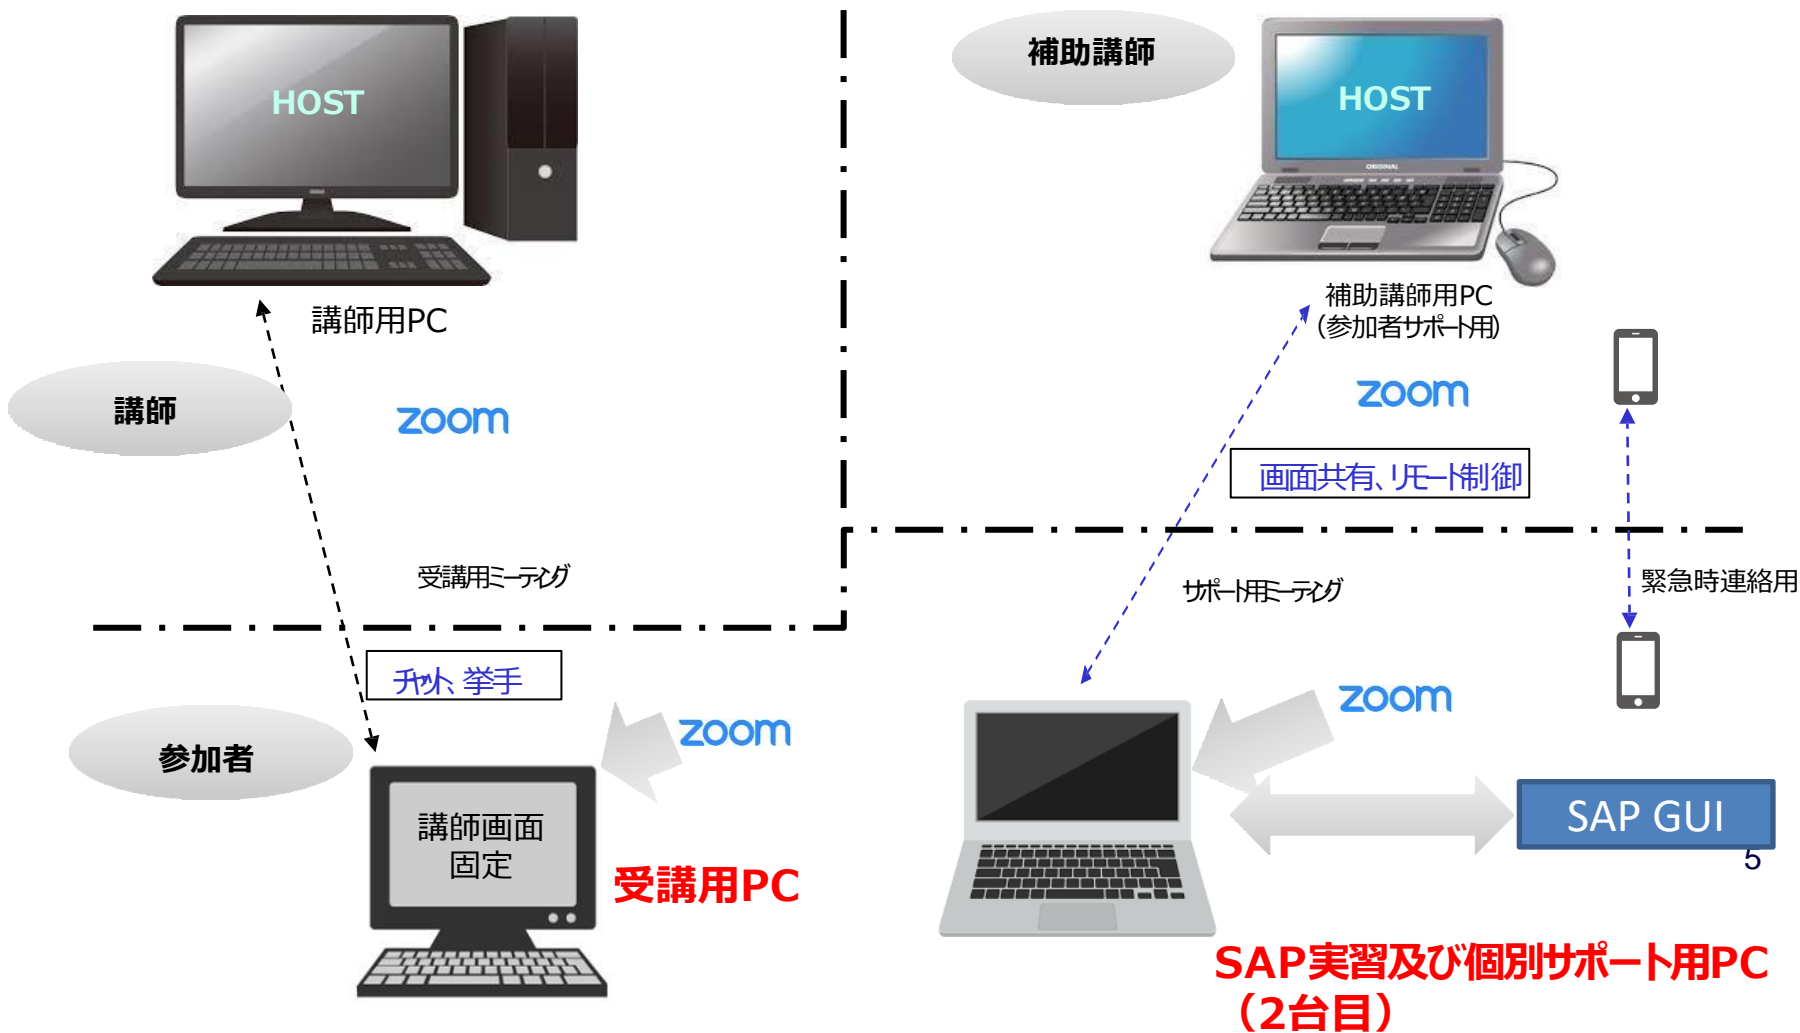 HOST
補助講師
HOST
講師用PC
補助講師用PC
(参加者サポート用)
講師
zoom
zoom
画面共有、リモート制御
受講用ミーティング
サポート用ミーティング
緊急時連絡用
チャット、挙手
参加者
zoom
zoom
講師画面
固定
受講用PC
SAP GUI
5
SAP実習及び個別サポート用PC
(2台目)
ORIGINAL